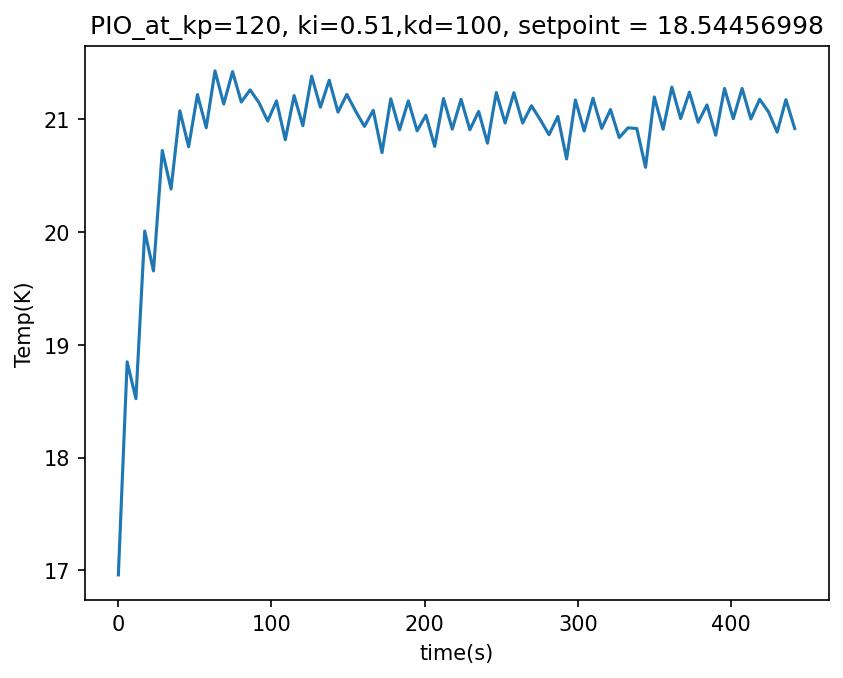 PIO_at_kp=120, ki=0.51,kd=100, setpoint = 18.54456998
21
20
19
18
17
Temp(K)
0 100 200 300 400
time(s)